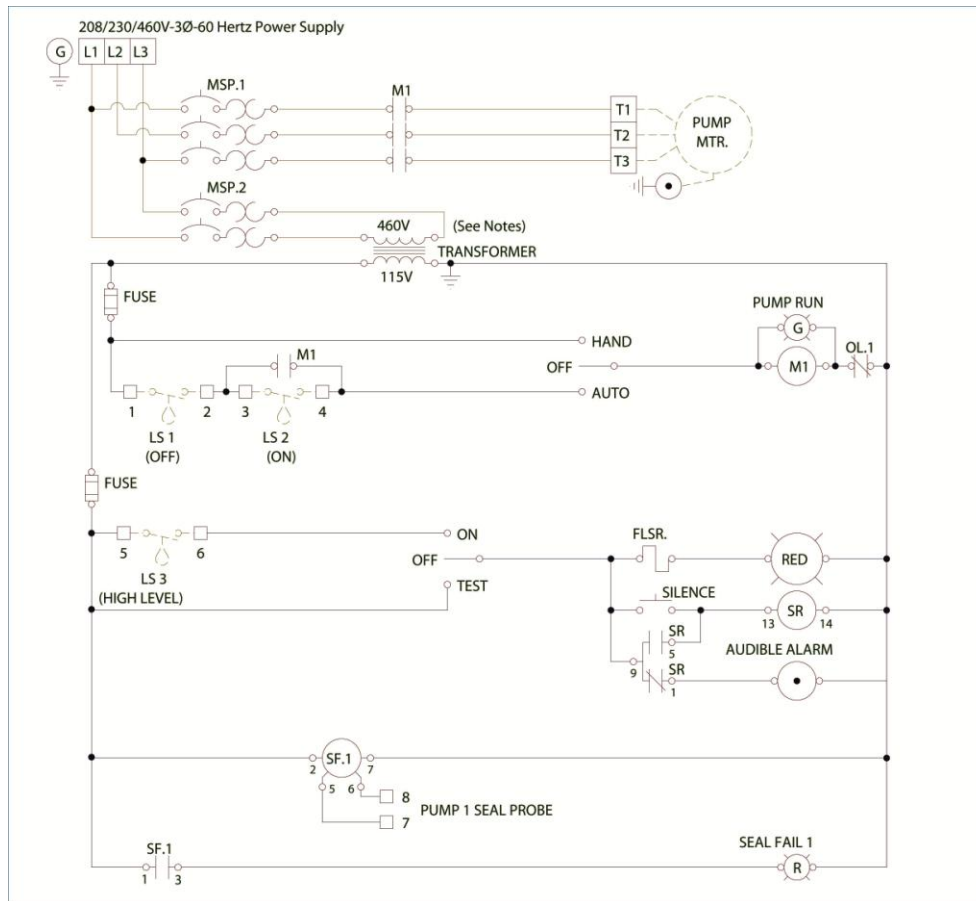 208/230/460V-3Ø-60 Hertz Power Supply
G L1 L2 L3
MSP.1
M1
T1
T2
T3
PUMP
MTR.
MSP.2
460V
(See Notes)
TRANSFORMER
115V
FUSE
PUMP RUN
G
HAND
M1
OFF
M1
OL.1
AUTO
1 2 3 4
LS 1
(OFF)
LS 2
(ON)
FUSE
ON
5 6
OFF
FLSR.
RED
LS 3
(HIGH LEVEL)
TEST
SILENCE
13 SR 14
SR
5
AUDIBLE ALARM
9
SR
1
2 SF.1 7
5 6
8
7
PUMP 1 SEAL PROBE
SF.1
1 3
SEAL FAIL 1
R